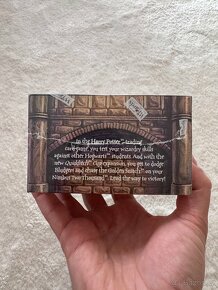 In the Harry Potter™ trading
card game, you test your wizardry skills
against other Hogwarts™ students. And with the
new Quidditch™ Cup expansion, you get to dodge
Bludgers and chase the Golden Snitch™ on your
Nimbus Two Thousand™. Lead the way to victory!